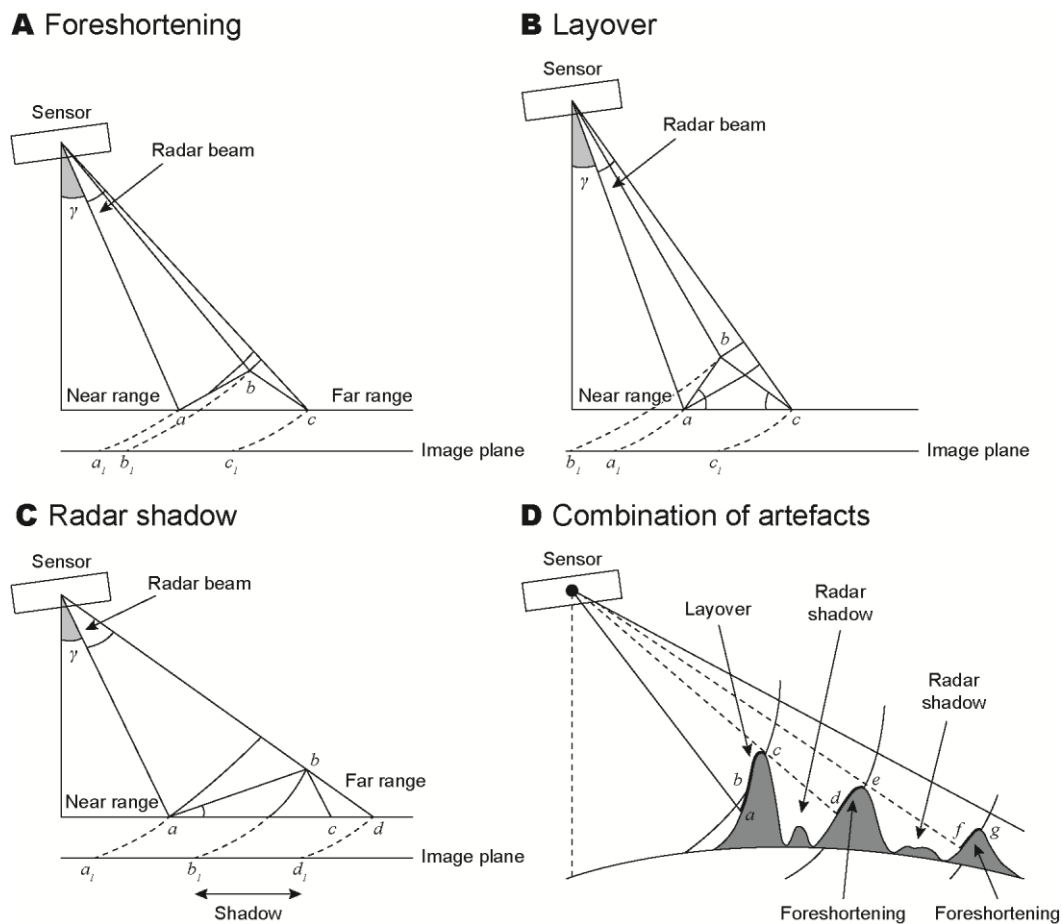 A Foreshortening
Sensor
Radar beam
γ
b
Near range
Far range
a
c
a₁ b₁ c₁
Image plane
B Layover
Sensor
Radar beam
γ
b
Near range
Far range
a
c
b₁ a₁ c₁
Image plane
C Radar shadow
Sensor
Radar beam
γ
b
Near range
Far range
a c d
a₁ b₁ d₁
Image plane
Shadow
D Combination of artefacts
Sensor
Layover
Radar
shadow
Radar
shadow
c
b
a
e
d
f g
Foreshortening Foreshortening